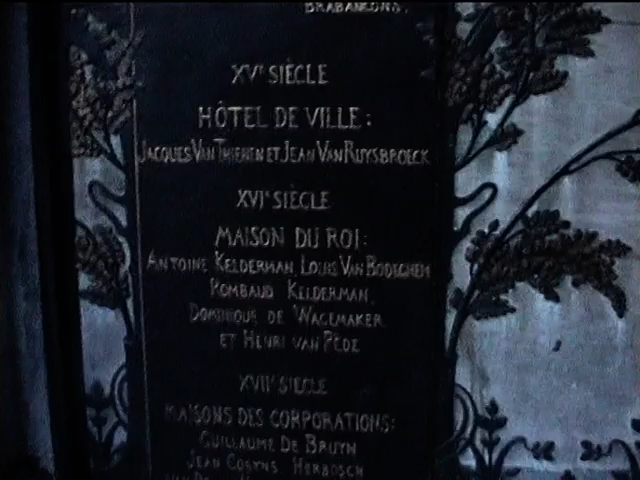 BRABANÇONS.
XVᵉ SIÈCLE
HÔTEL DE VILLE:
JACQUES VAN THIENEN ET JEAN VAN RUYSBROECK
XVIᵉ SIÈCLE
MAISON DU ROI:
ANTOINE KELDERMAN, LOUIS VAN BODEGHEM
ROMBAUD KELDERMAN,
DOMINIQUE DE WAGEMAKER
ET HENRI VAN PÈDE
XVIIᵉ SIECLE
MAISONS DES CORPORATIONS:
GUILLAUME DE BRUYN
JEAN COSYNS HERBOSCH